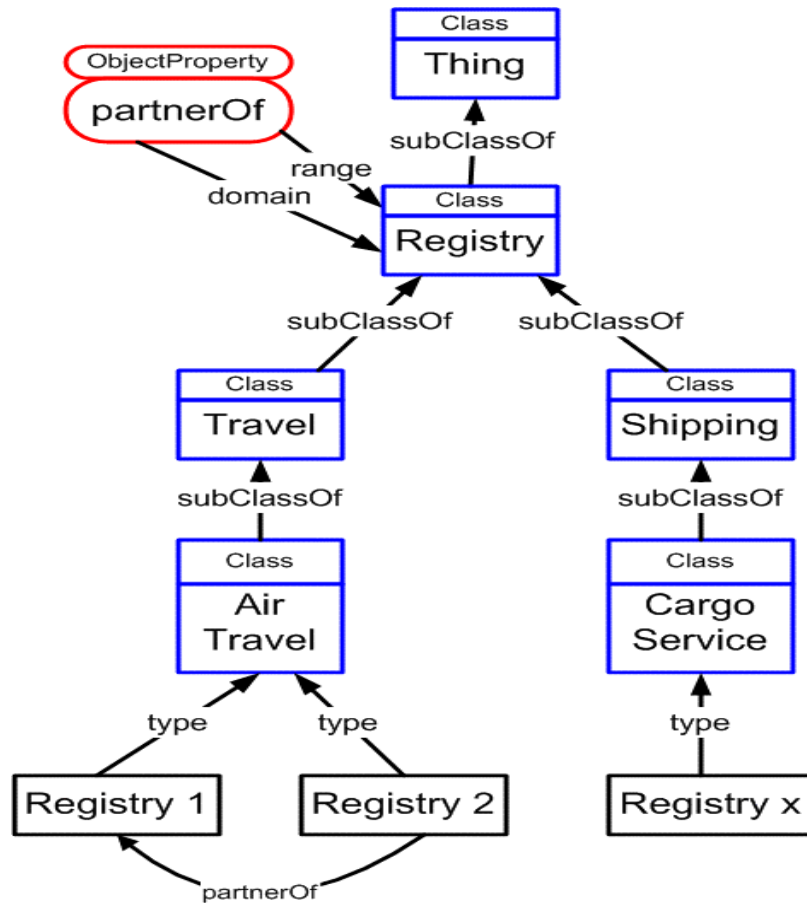 Class
Thing
ObjectProperty
partnerOf
subClassOf
range
domain
Class
Registry
subClassOf
subClassOf
Class
Travel
Class
Shipping
subClassOf
subClassOf
Class
Air
Travel
Class
Cargo
Service
type
type
type
Registry 1
Registry 2
Registry x
partnerOf